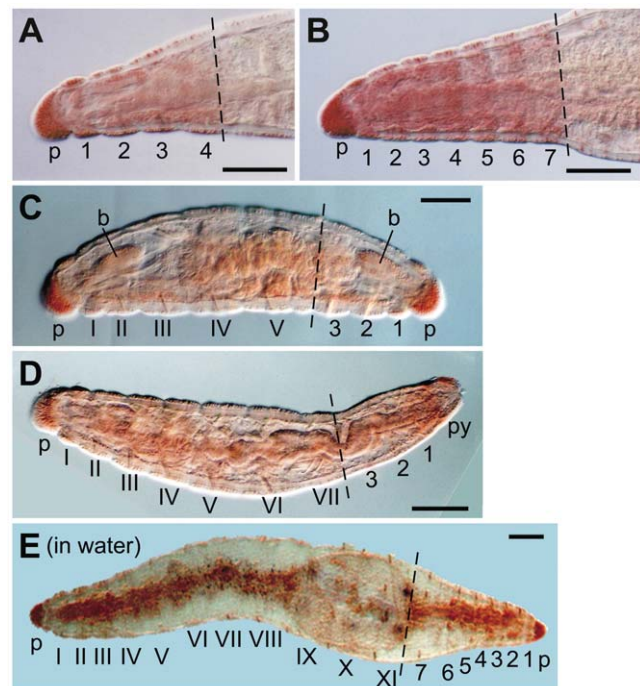 A
p 1 2 3 4
B
p 1 2 3 4 5 6 7
C
b b
p I II III IV V 3 2 1 p
D
p I II III IV V VI VII 3 2 1 py
E (in water)
p I II III IV V VI VII VIII IX X XI 7 6 5 4 3 2 1 p